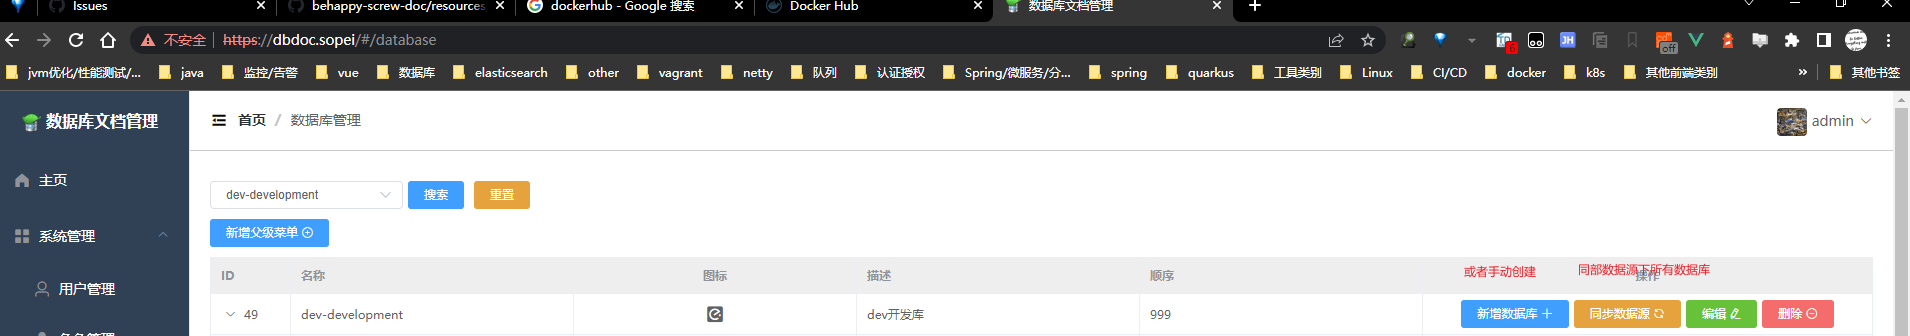 Issues
behappy-screw-doc/resources
dockerhub - Google 搜索
Docker Hub
数据库文档管理
不安全 | https://dbdoc.sopei/#/database
6
JH
off
jvm优化/性能测试/...
java
监控/告警
vue
数据库
elasticsearch
other
vagrant
netty
队列
认证授权
Spring/微服务/分...
spring
quarkus
工具类别
Linux
CI/CD
docker
k8s
其他前端类别
»
其他书签
数据库文档管理
首页 / 数据库管理
admin
主页
dev-development
搜索
重置
系统管理
新增父级菜单
ID
名称
图标
描述
顺序
操作
或者手动创建
同部数据源下所有数据库
用户管理
49
dev-development
dev开发库
999
新增数据库
同步数据源
编辑
删除